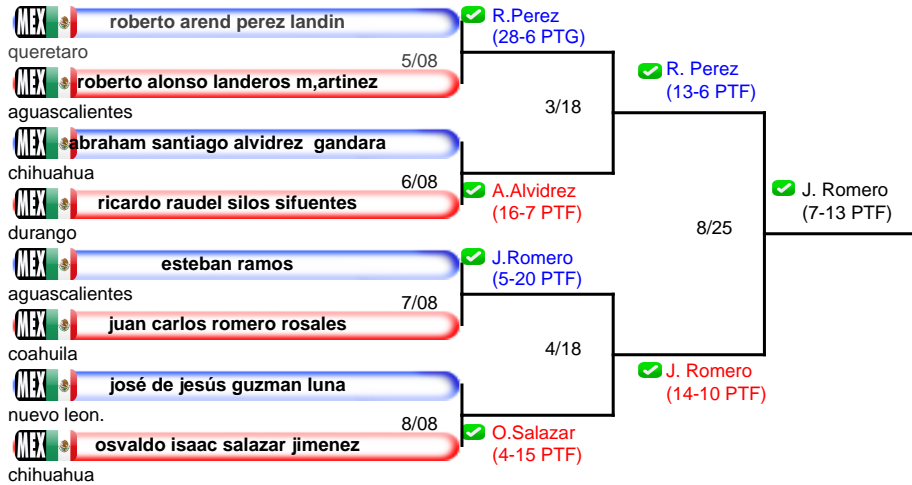 MEX roberto arend perez landin
queretaro
5/08
MEX roberto alonso landeros m,artinez
aguascalientes
MEX abraham santiago alvidrez gandara
chihuahua
6/08
MEX ricardo raudel silos sifuentes
durango
MEX esteban ramos
aguascalientes
7/08
MEX juan carlos romero rosales
coahuila
MEX josé de jesús guzman luna
nuevo leon.
8/08
MEX osvaldo isaac salazar jimenez
chihuahua
R.Perez
(28-6 PTG)
3/18
A.Alvidrez
(16-7 PTF)
J.Romero
(5-20 PTF)
4/18
O.Salazar
(4-15 PTF)
R. Perez
(13-6 PTF)
8/25
J. Romero
(14-10 PTF)
J. Romero
(7-13 PTF)